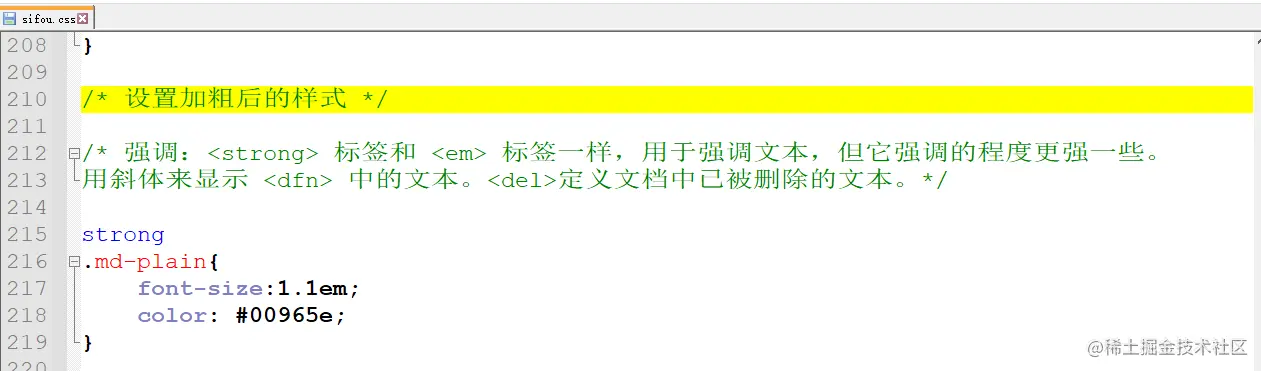 sifou.css
208 }
209
210 /* 设置加粗后的样式 */
211
212 /* 强调：<strong> 标签和 <em> 标签一样，用于强调文本，但它强调的程度更强一些。
213 用斜体来显示 <dfn> 中的文本。<del>定义文档中已被删除的文本。*/
214
215 strong
216 .md-plain{
217 font-size:1.1em;
218 color: #00965e;
219 }
220
@稀土掘金技术社区